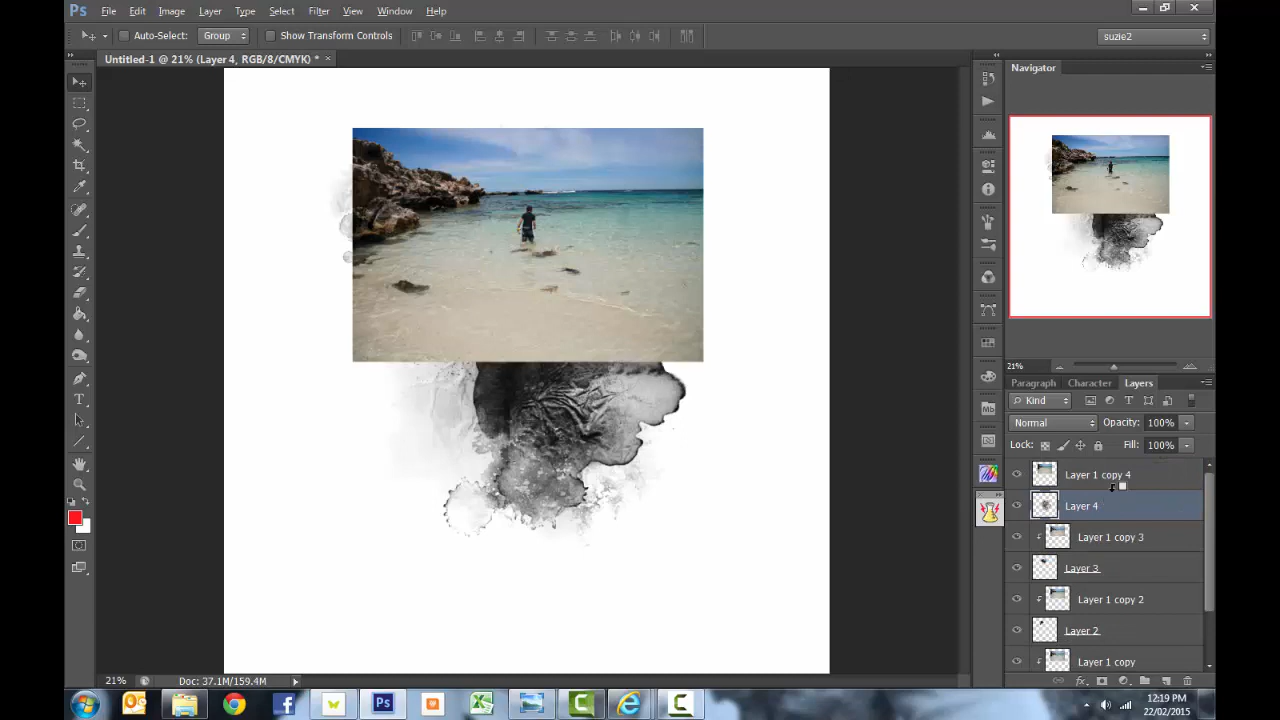 Ps File Edit Image Layer Type Select Filter View Window Help
Auto-Select: Group Show Transform Controls suzie2
Untitled-1 @ 21% (Layer 4, RGB/8/CMYK) * ×
Navigator
21%
Paragraph Character Layers
Kind
Normal Opacity: 100%
Lock: Fill: 100%
Layer 1 copy 4
Layer 4
Layer 1 copy 3
Layer 3
Layer 1 copy 2
Layer 2
Layer 1 copy
21% Doc: 37.1M/159.4M
12:19 PM
22/02/2015